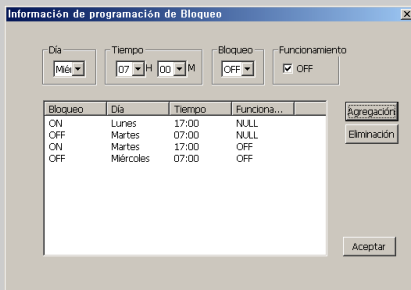 Información de programación de Bloqueo
Día Tiempo Bloqueo Funcionamiento
Miér 07 H 00 M OFF OFF
Bloqueo Día Tiempo Funciona...
ON Lunes 17:00 NULL
OFF Martes 07:00 NULL
ON Martes 17:00 OFF
OFF Miércoles 07:00 OFF
Agregación
Eliminación
Aceptar